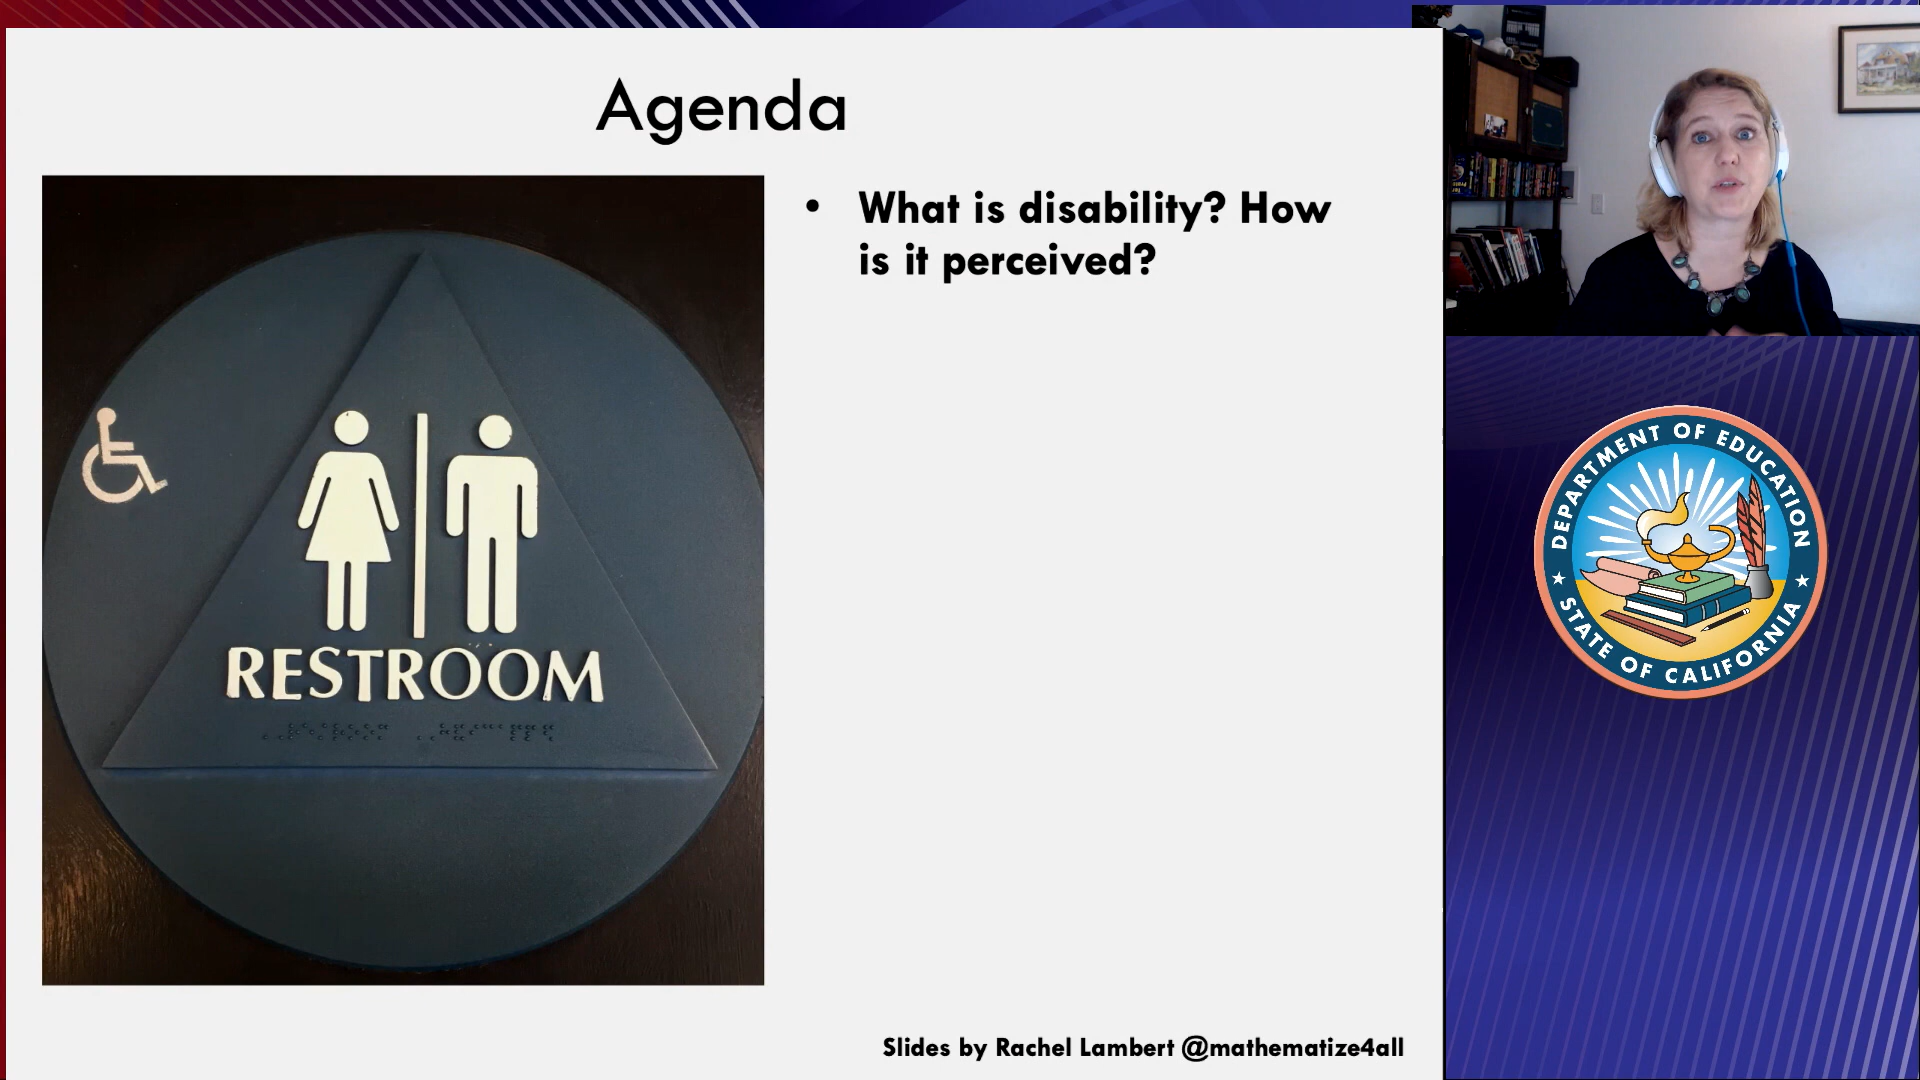 Agenda
• What is disability? How
is it perceived?
RESTROOM
DEPARTMENT OF EDUCATION
STATE OF CALIFORNIA
Slides by Rachel Lambert @mathematize4all